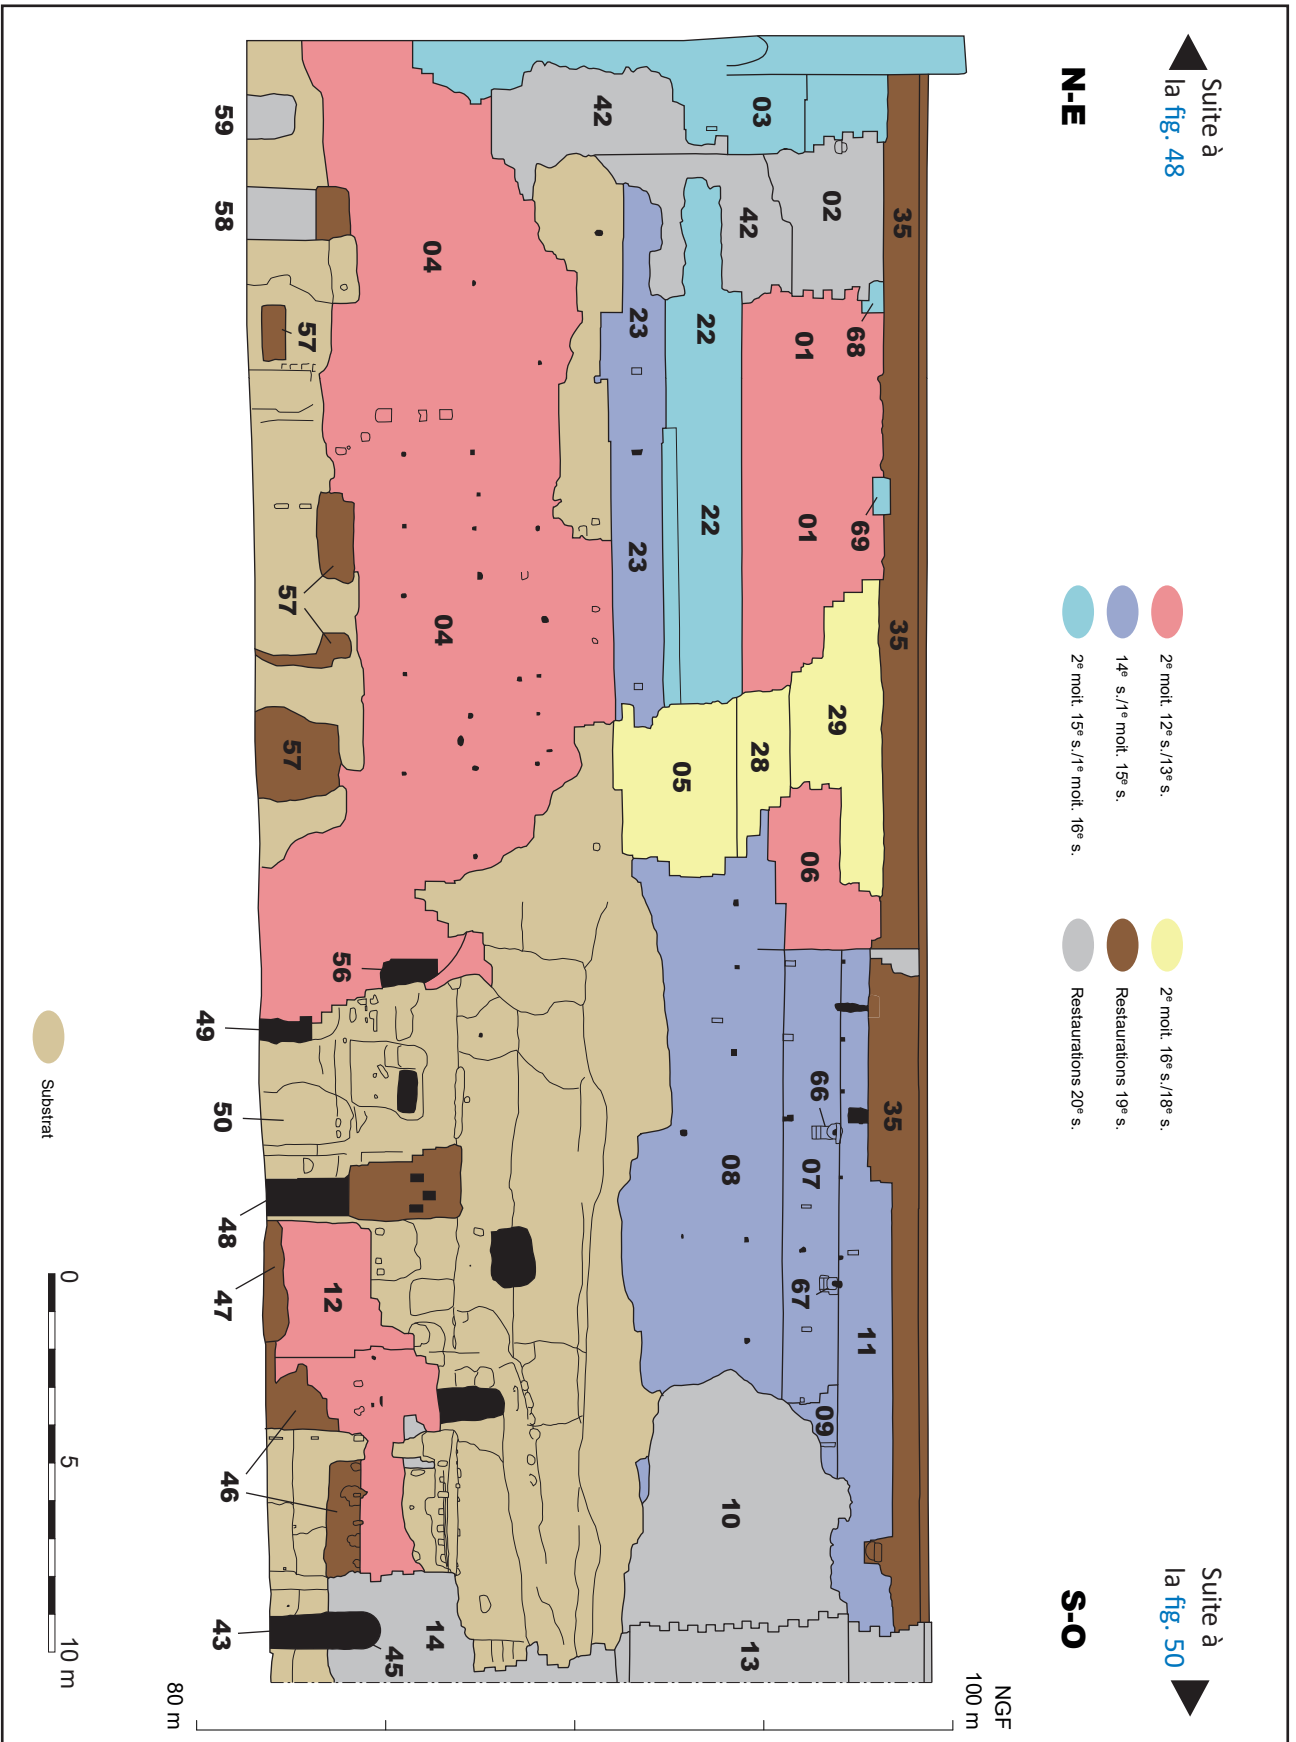 Suite à
la fig. 48
N-E
2e moit. 12e s./13e s.
14e s./1e moit. 15e s.
2e moit. 15e s./1e moit. 16e s.
2e moit. 16e s./18e s.
Restaurations 19e s.
Restaurations 20e s.
Suite à
la fig. 50
S-O
NGF
100 m
80 m
35
35
35
03
02
42
42
68
69
01
01
22
22
23
23
29
28
05
06
04
04
66
07
67
08
11
09
10
13
56
12
14
45
57
57
57
59
58
49
50
48
47
46
43
Substrat
0
5
10 m